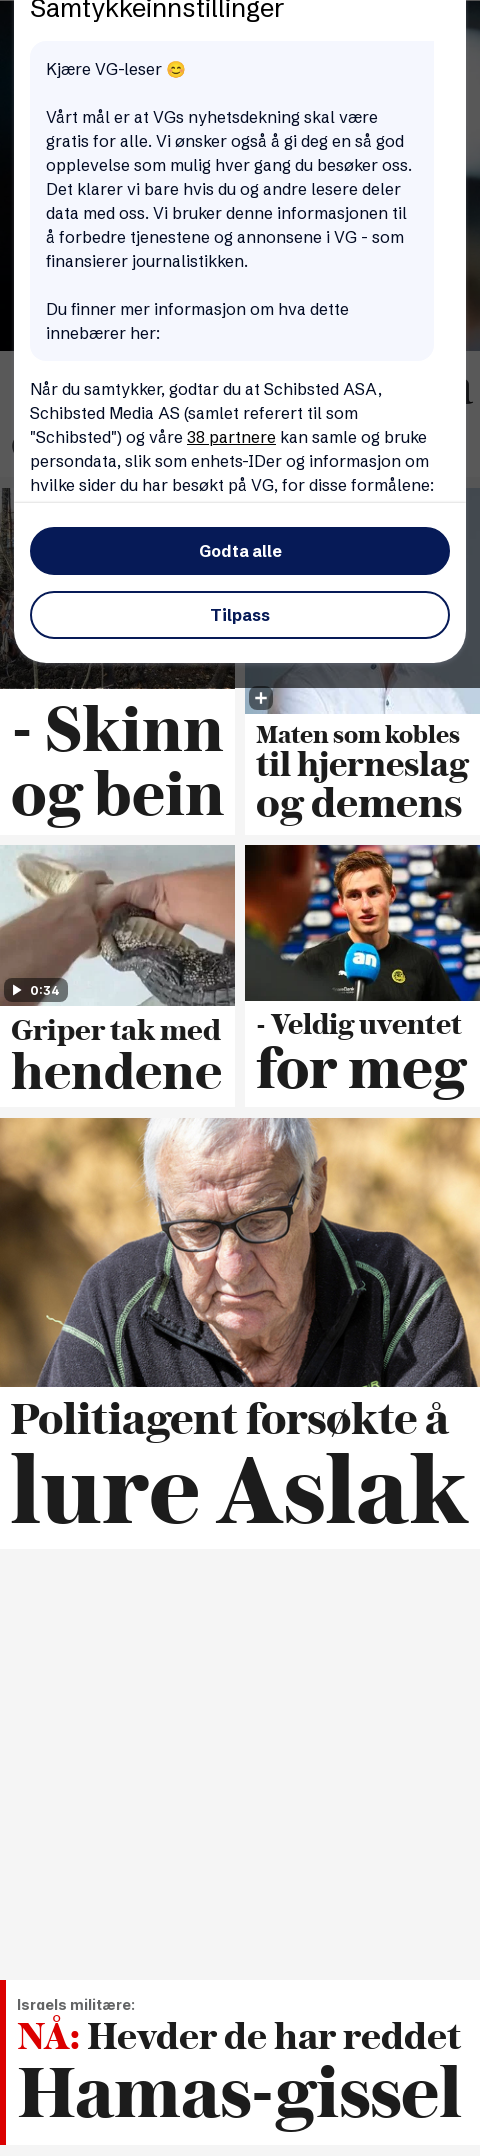 Samtykkeinnstillinger
Kjære VG-leser 😊
Vårt mål er at VGs nyhetsdekning skal være
gratis for alle. Vi ønsker også å gi deg en så god
opplevelse som mulig hver gang du besøker oss.
Det klarer vi bare hvis du og andre lesere deler
data med oss. Vi bruker denne informasjonen til
å forbedre tjenestene og annonsene i VG - som
finansierer journalistikken.
Du finner mer informasjon om hva dette
innebærer her:
Når du samtykker, godtar du at Schibsted ASA,
Schibsted Media AS (samlet referert til som
"Schibsted") og våre 38 partnere kan samle og bruke
persondata, slik som enhets-IDer og informasjon om
hvilke sider du har besøkt på VG, for disse formålene:
Godta alle
Tilpass
- Skinn
og bein
Maten som kobles
til hjerneslag
og demens
0:34
Griper tak med
hendene
an
- Veldig uventet
for meg
Politiagent forsøkte å
lure Aslak
Israels militære:
NÅ: Hevder de har reddet
Hamas-gissel